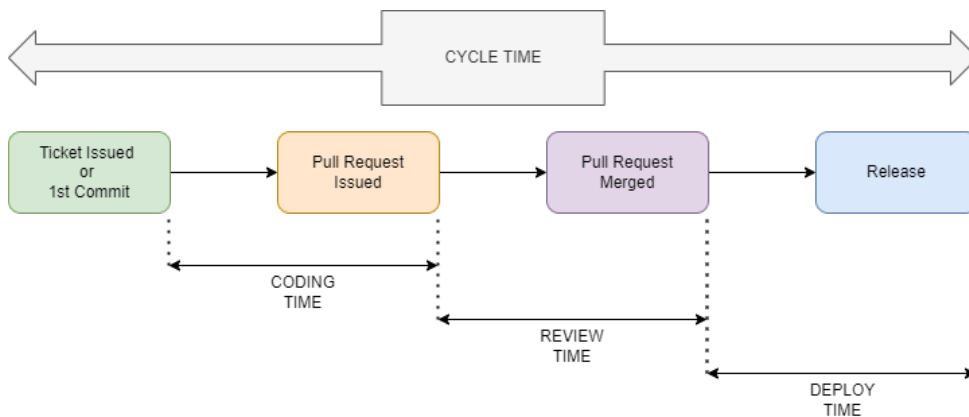 CYCLE TIME
Ticket Issued
or
1st Commit
Pull Request
Issued
Pull Request
Merged
Release
CODING
TIME
REVIEW
TIME
DEPLOY
TIME